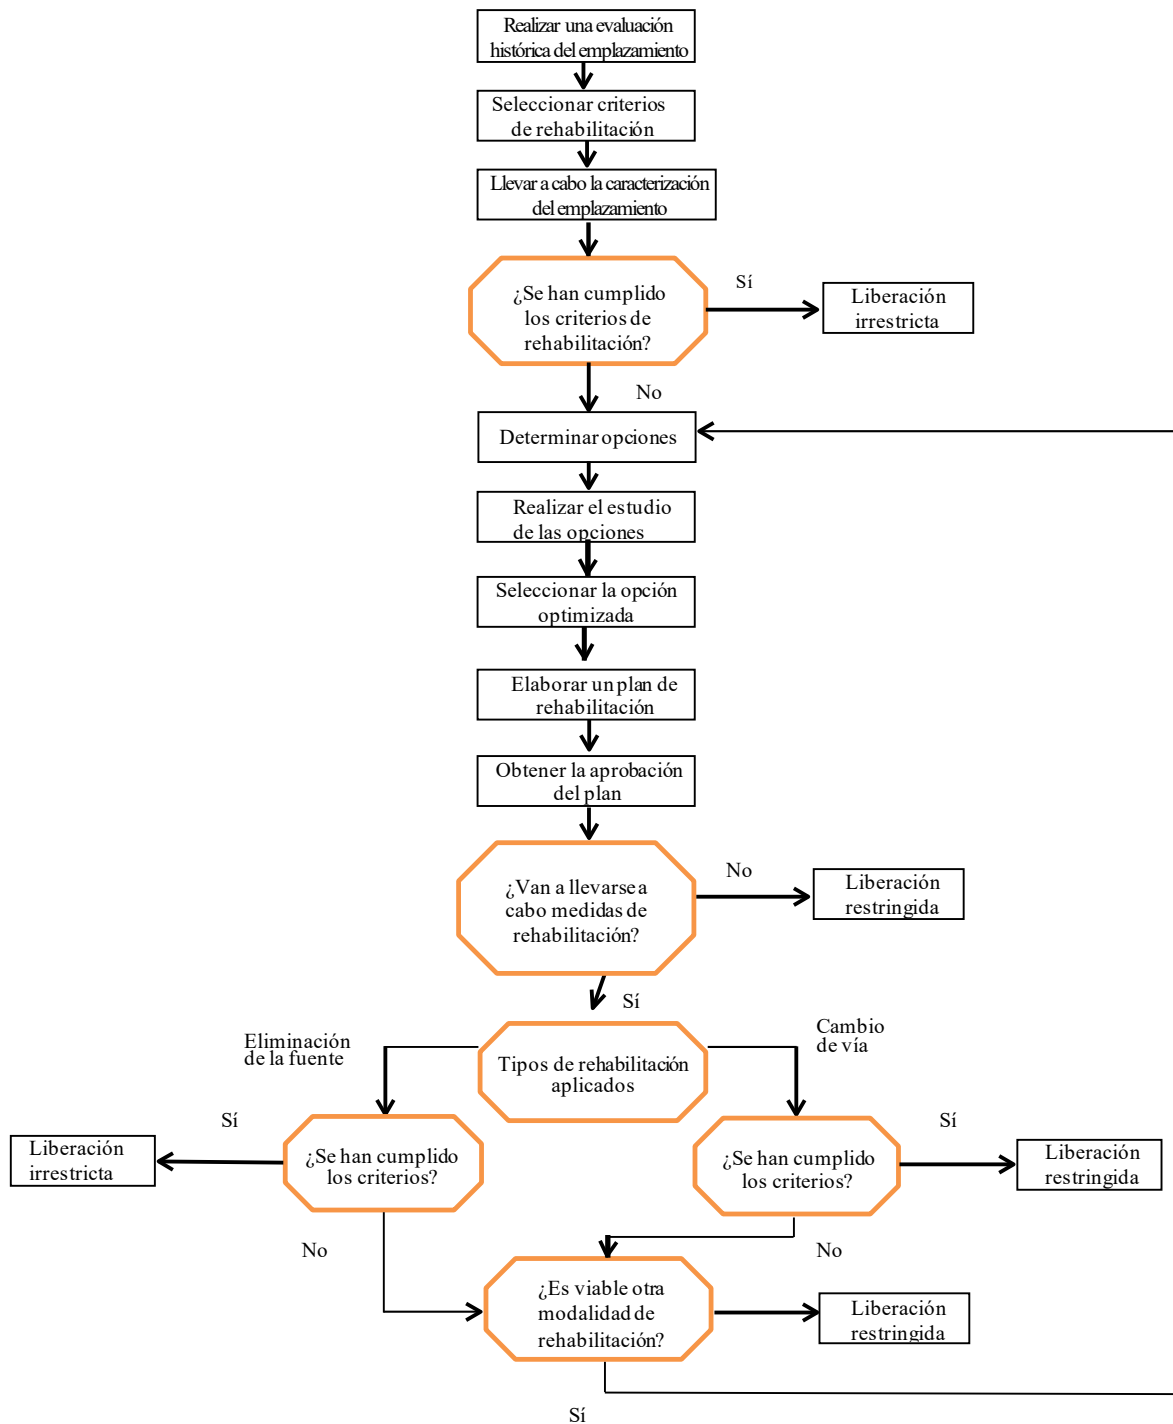 Realizar una evaluación
histórica del emplazamiento
Seleccionar criterios
de rehabilitación
Llevar a cabo la caracterización
del emplazamiento
¿Se han cumplido
los criterios de
rehabilitación?
Sí
Liberación
irrestricta
No
Determinar opciones
Realizar el estudio
de las opciones
Seleccionar la opción
optimizada
Elaborar un plan de
rehabilitación
Obtener la aprobación
del plan
¿Van a llevarse a
cabo medidas de
rehabilitación?
No
Liberación
restringida
Sí
Eliminación
de la fuente
Tipos de rehabilitación
aplicados
Cambio
de vía
Sí
Liberación
irrestricta
¿Se han cumplido
los criterios?
¿Se han cumplido
los criterios?
Sí
Liberación
restringida
No
No
¿Es viable otra
modalidad de
rehabilitación?
Liberación
restringida
Sí